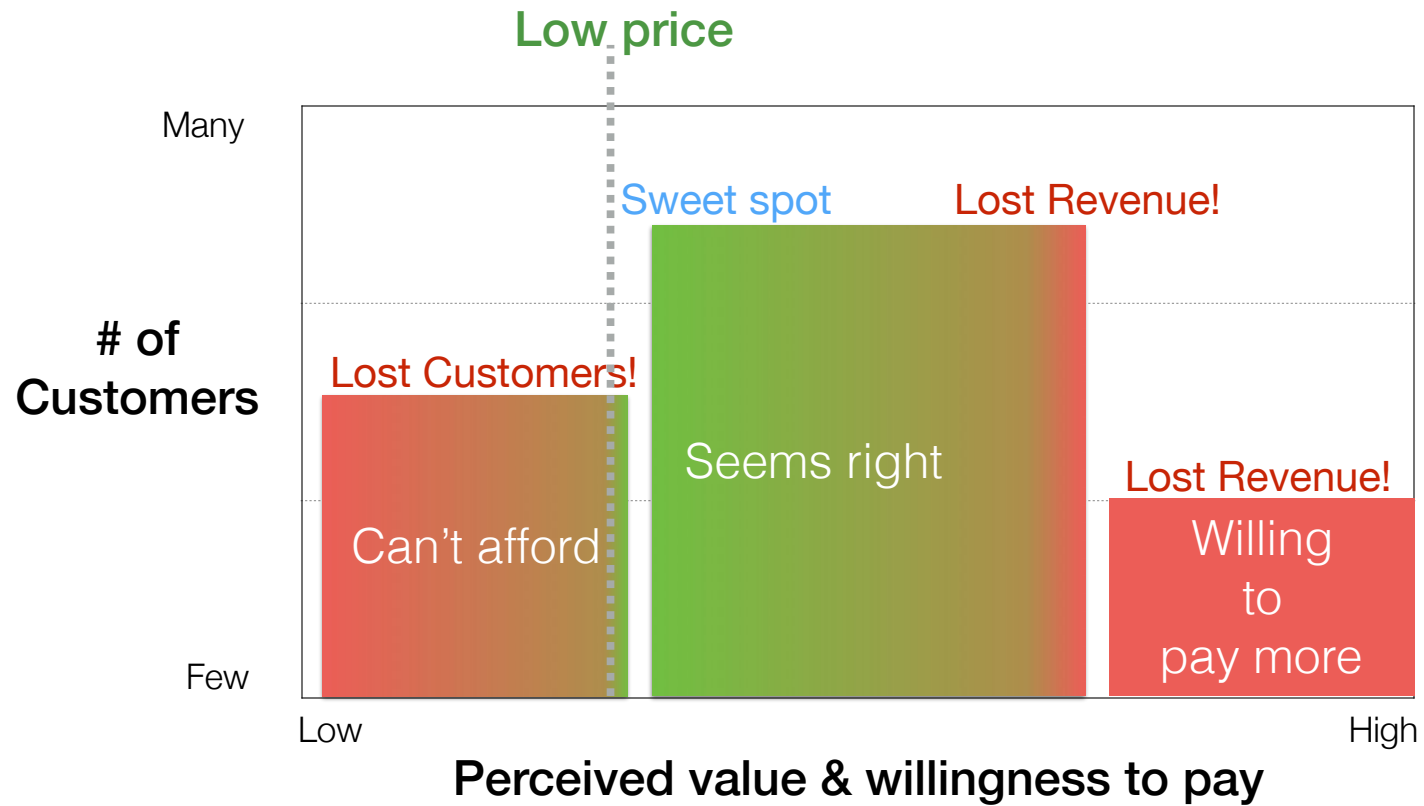 Low price
Many
Sweet spot
Lost Revenue!
# of
Customers
Lost Customers!
Seems right
Lost Revenue!
Can’t afford
Willing
to
pay more
Few
Low
High
Perceived value & willingness to pay